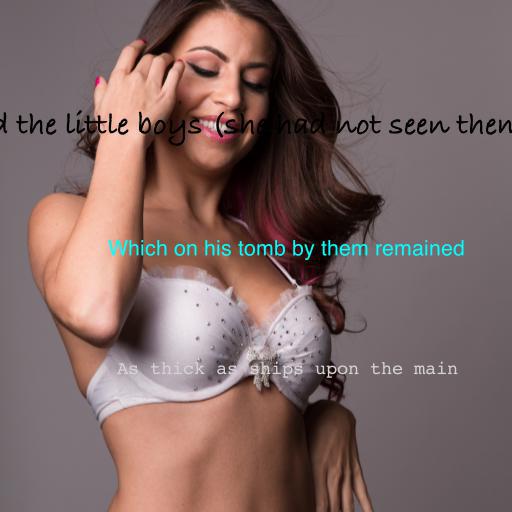 the little boys (she had not seen them
Which on his tomb by them remained
As thick as ships upon the main